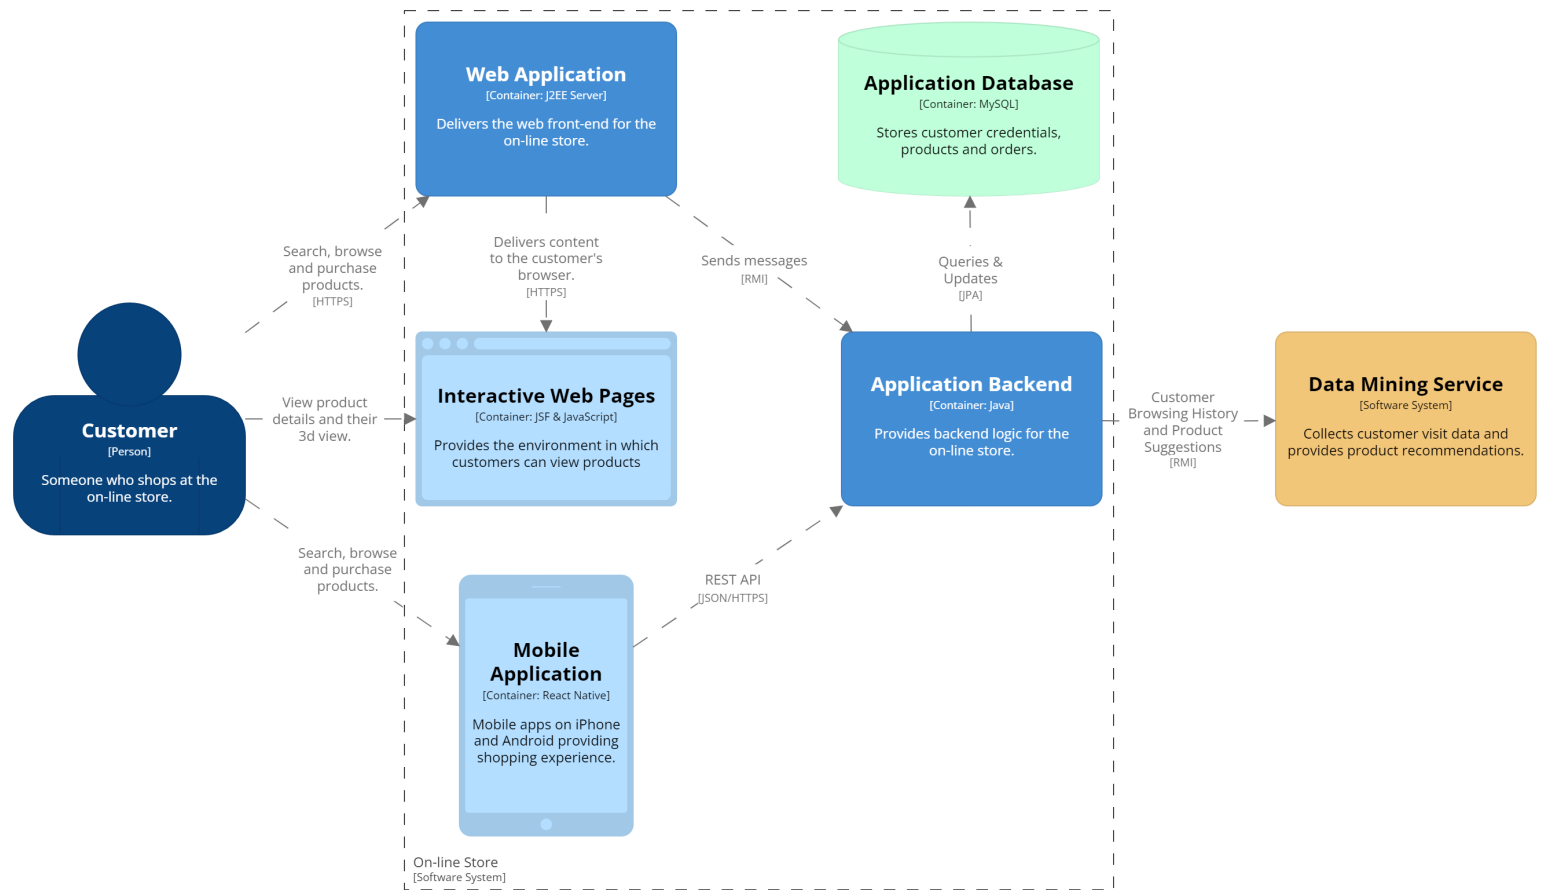 Web Application
[Container: J2EE Server]
Delivers the web front-end for the
on-line store.
Application Database
[Container: MySQL]
Stores customer credentials,
products and orders.
Search, browse
and purchase
products.
[HTTPS]
Delivers content
to the customer's
browser.
[HTTPS]
Sends messages
[RMI]
Queries &
Updates
[JPA]
Customer
[Person]
Someone who shops at the
on-line store.
View product
details and their
3d view.
Interactive Web Pages
[Container: JSF & JavaScript]
Provides the environment in which
customers can view products
Application Backend
[Container: Java]
Provides backend logic for the
on-line store.
Customer
Browsing History
and Product
Suggestions
[RMI]
Data Mining Service
[Software System]
Collects customer visit data and
provides product recommendations.
Search, browse
and purchase
products.
REST API
[JSON/HTTPS]
Mobile
Application
[Container: React Native]
Mobile apps on iPhone
and Android providing
shopping experience.
On-line Store
[Software System]